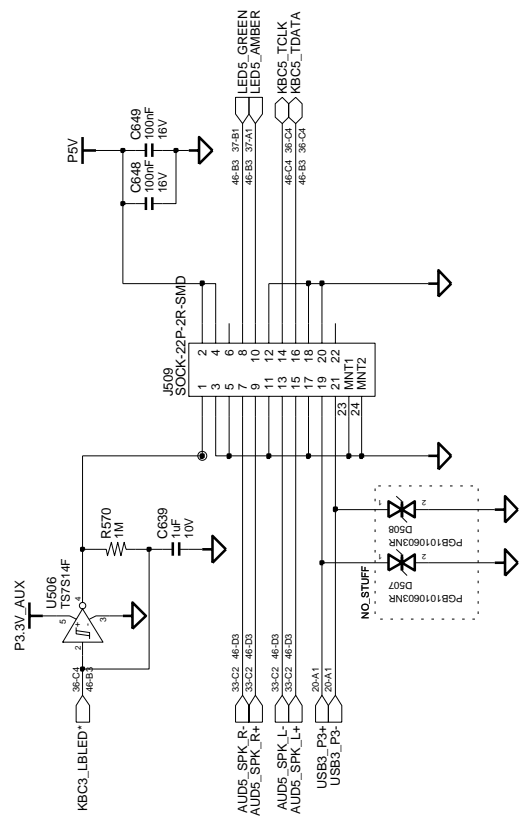 P3.3V_AUX
U506
TS7S14F
5
2
4
3
+
-
R570
1M
C639
1uF
10V
KBC3_LBLED*
36-C4
46-B3
P5V
C648
100nF
16V
C649
100nF
16V
J509
SOCK-22P-2R-SMD
1 2
3 4
5 6
7 8
9 10
11 12
13 14
15 16
17 18
19 20
21 22
23 MNT1
24 MNT2
AUD5_SPK_R- 33-C2 46-D3
AUD5_SPK_R+ 33-C2 46-D3
AUD5_SPK_L- 33-C2 46-D3
AUD5_SPK_L+ 33-C2 46-D3
USB3_P3+ 20-A1
USB3_P3- 20-A1
46-B3 37-B1 LED5_GREEN
46-B3 37-A1 LED5_AMBER
46-C4 36-C4 KBC5_TCLK
46-B3 36-C4 KBC5_TDATA
NO_STUFF
1
2
D507
PGB1010603NR
1
2
D508
PGB1010603NR